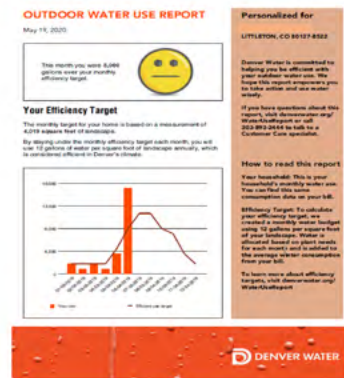 OUTDOOR WATER USE REPORT
May 19, 2020
This month you were 8,000
gallons over your monthly
efficiency target.
Your Efficiency Target
The monthly target for your home is based on a measurement of
4,019 square feet of landscape.
By staying under the monthly efficiency target each month, you will
use 12 gallons of water per square foot of landscape annually, which
is considered efficient in Denver's climate.
Your use
Efficiency target
Personalized for
LITTLETON, CO 80127-8522
Denver Water is committed to
helping you be efficient with
your outdoor water use. We
hope this report empowers you
to take action and use water
wisely.
If you have questions about this
report, visit denverwater.org/
WaterUseReport or call
303-893-2444 to talk to a
Customer Care specialist.
How to read this report
Your household: This is your
household's monthly water use.
You can find this same
consumption data on your bill.
Efficiency Target: To calculate
your efficiency target, we
created a monthly water budget
using 12 gallons per square foot
of your landscape. Water is
allocated based on plant needs
for each month and is added to
the average winter consumption
from your bill.
To learn more about efficiency
targets, visit denverwater.org/
WaterUseReport
DENVER WATER